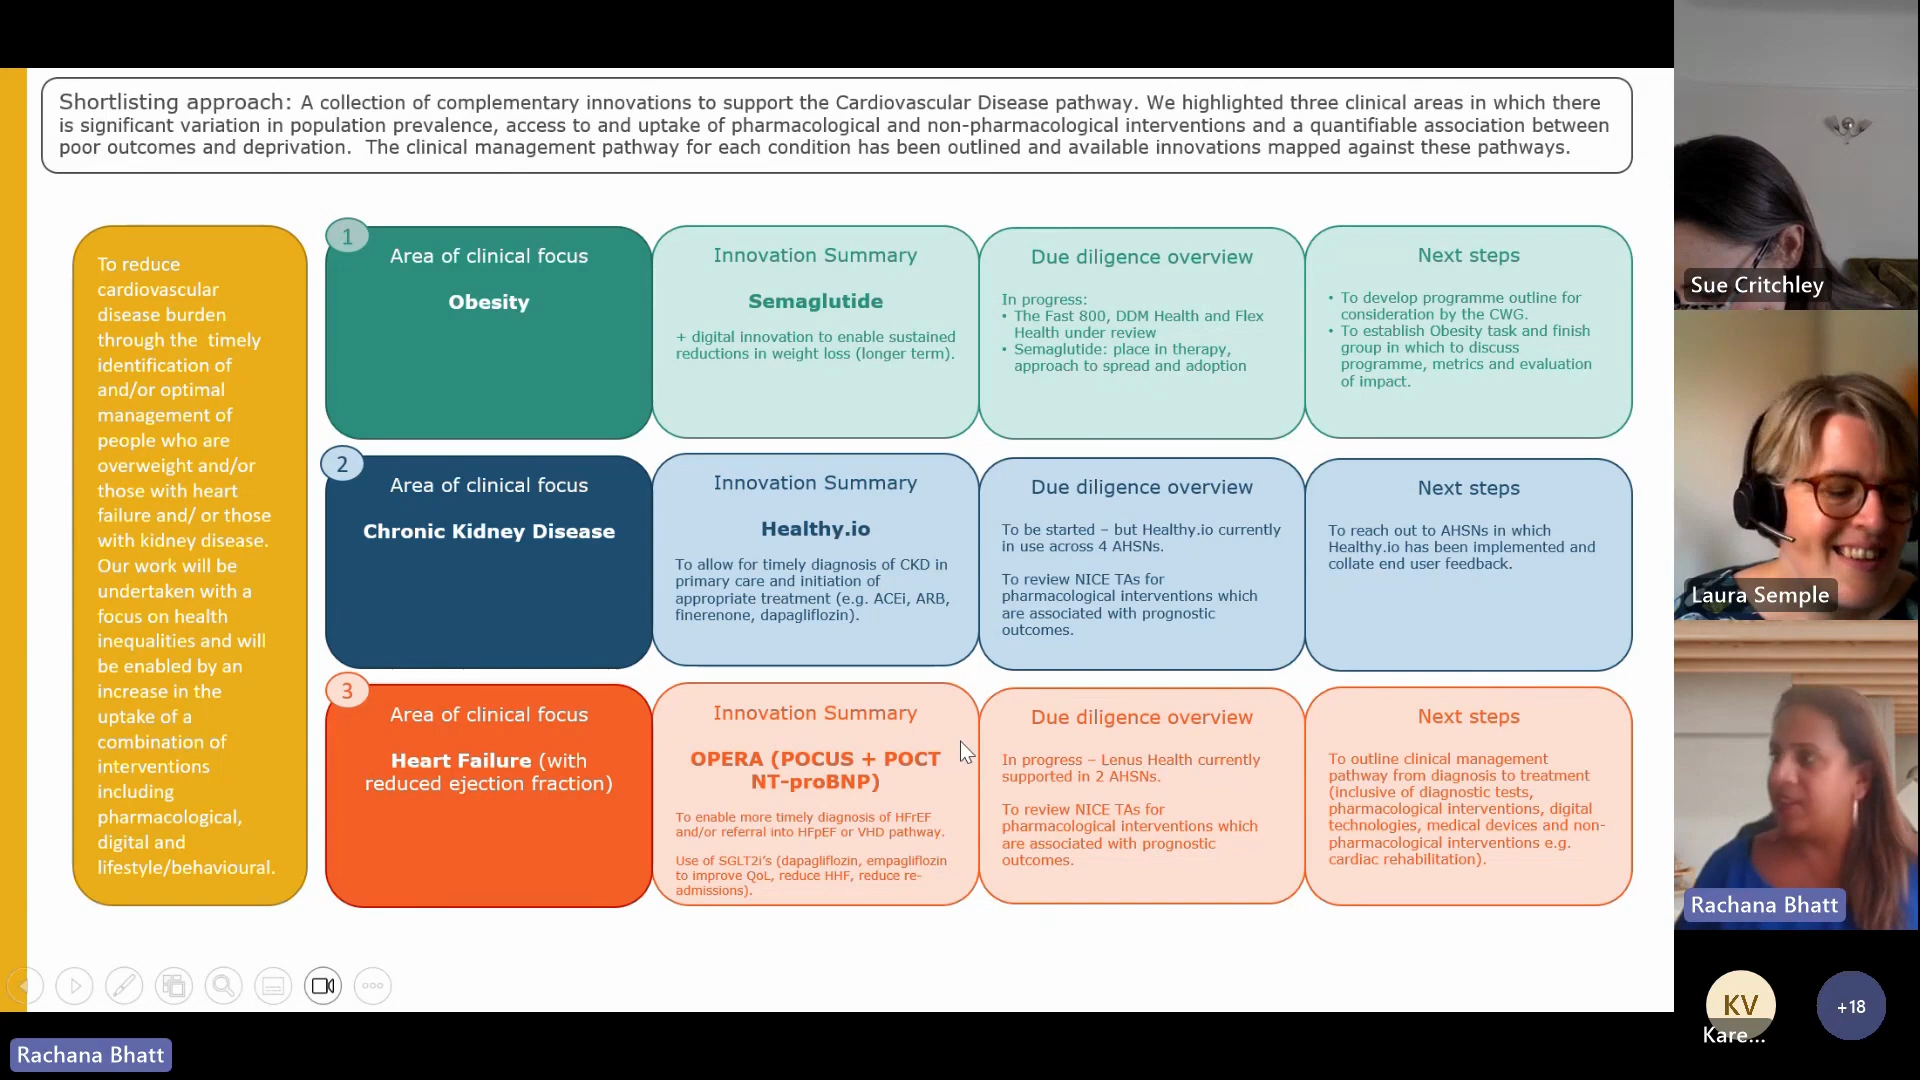 Shortlisting approach: A collection of complementary innovations to support the Cardiovascular Disease pathway. We highlighted three clinical areas in which there
is significant variation in population prevalence, access to and uptake of pharmacological and non-pharmacological interventions and a quantifiable association between
poor outcomes and deprivation. The clinical management pathway for each condition has been outlined and available innovations mapped against these pathways.
To reduce
cardiovascular
disease burden
through the timely
identification of
and/or optimal
management of
people who are
overweight and/or
those with heart
failure and/ or those
with kidney disease.
Our work will be
undertaken with a
focus on health
inequalities and will
be enabled by an
increase in the
uptake of a
combination of
interventions
including
pharmacological,
digital and
lifestyle/behavioural.
1
Area of clinical focus
Obesity
Innovation Summary
Semaglutide
+ digital innovation to enable sustained
reductions in weight loss (longer term).
Due diligence overview
In progress:
• The Fast 800, DDM Health and Flex
Health under review
• Semaglutide: place in therapy,
approach to spread and adoption
Next steps
• To develop programme outline for
consideration by the CWG.
• To establish Obesity task and finish
group in which to discuss
programme, metrics and evaluation
of impact.
2
Area of clinical focus
Chronic Kidney Disease
Innovation Summary
Healthy.io
To allow for timely diagnosis of CKD in
primary care and initiation of
appropriate treatment (e.g. ACEi, ARB,
finerenone, dapagliflozin).
Due diligence overview
To be started – but Healthy.io currently
in use across 4 AHSNs.
To review NICE TAs for
pharmacological interventions which
are associated with prognostic
outcomes.
Next steps
To reach out to AHSNs in which
Healthy.io has been implemented and
collate end user feedback.
3
Area of clinical focus
Heart Failure (with
reduced ejection fraction)
Innovation Summary
OPERA (POCUS + POCT
NT-proBNP)
To enable more timely diagnosis of HFrEF
and/or referral into HFpEF or VHD pathway.
Use of SGLT2i's (dapagliflozin, empagliflozin
to improve QoL, reduce HHF, reduce re-
admissions).
Due diligence overview
In progress – Lenus Health currently
supported in 2 AHSNs.
To review NICE TAs for
pharmacological interventions which
are associated with prognostic
outcomes.
Next steps
To outline clinical management
pathway from diagnosis to treatment
(inclusive of diagnostic tests,
pharmacological interventions, digital
technologies, medical devices and non-
pharmacological interventions e.g.
cardiac rehabilitation).
Sue Critchley
Laura Semple
Rachana Bhatt
KV
Kare...
+18
Rachana Bhatt